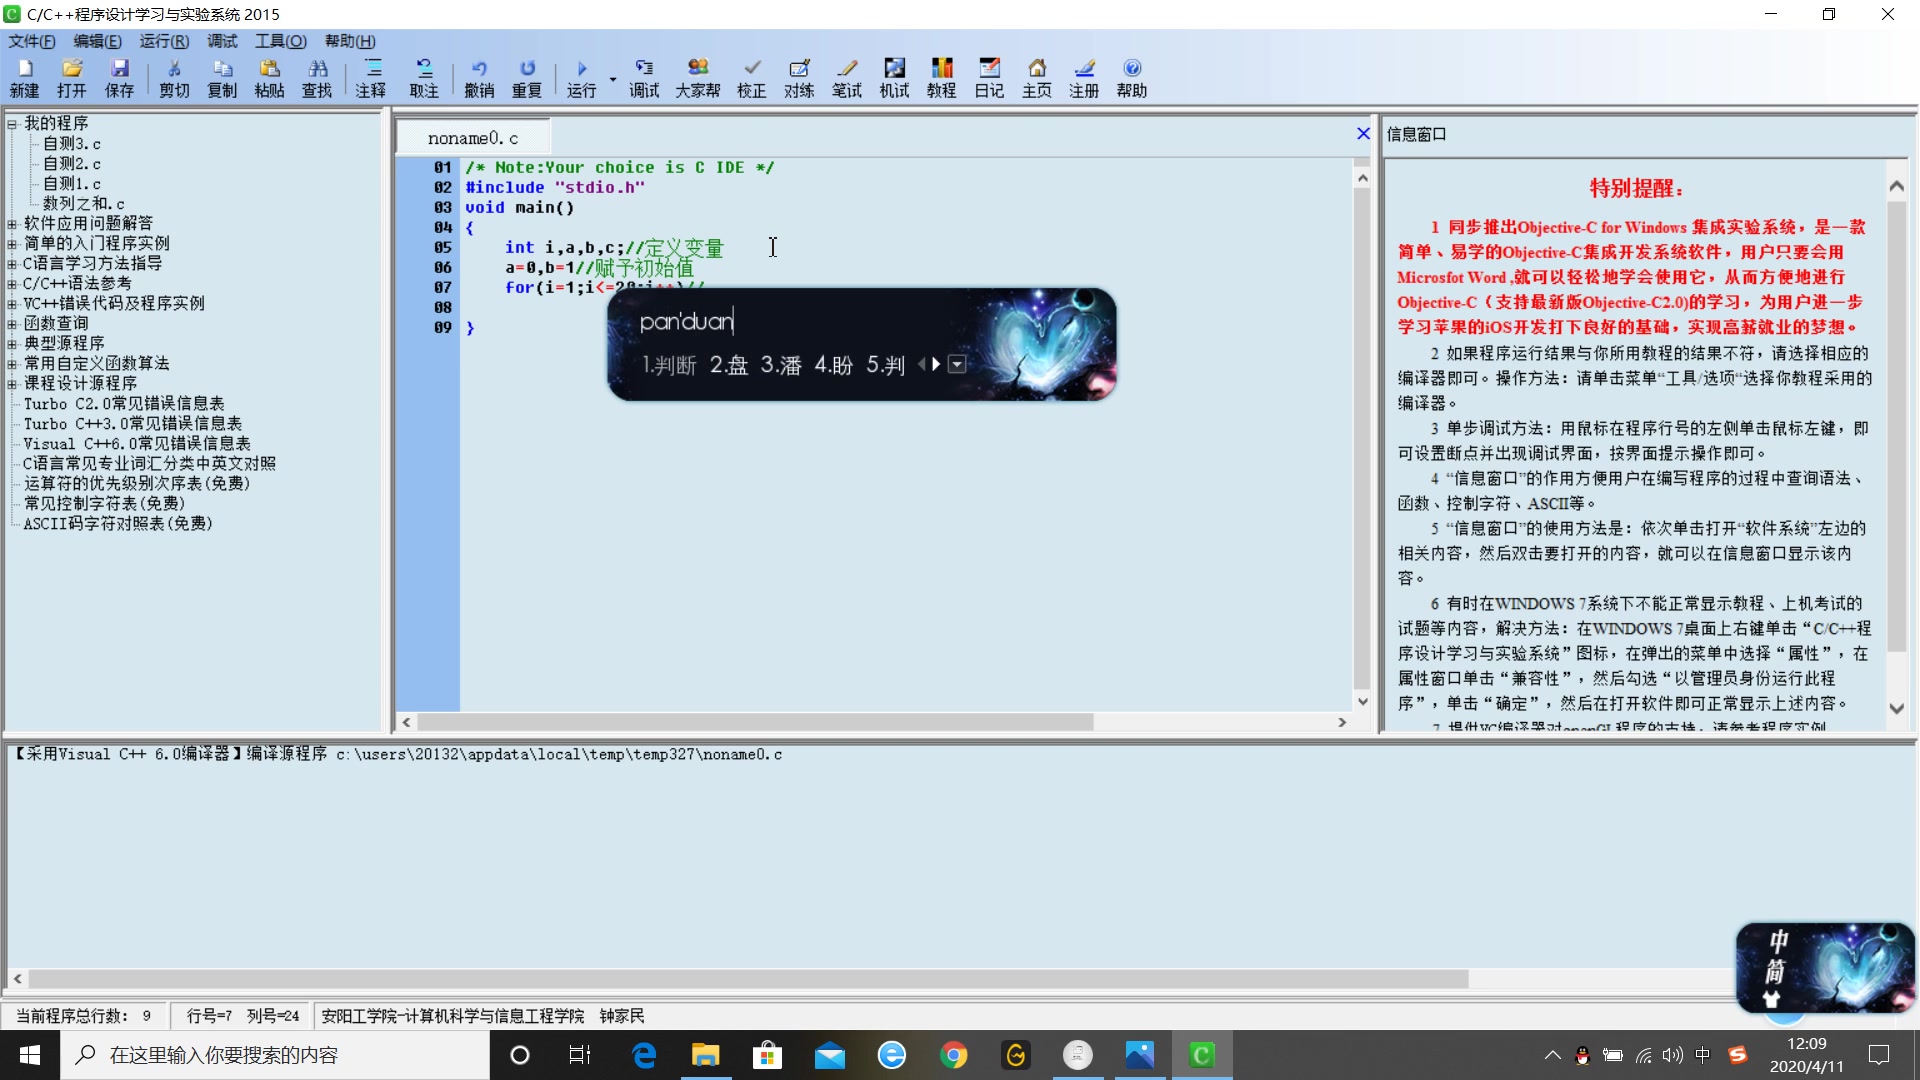 C/C++程序设计学习与实验系统 2015
文件(F) 编辑(E) 运行(R) 调试 工具(O) 帮助(H)
新建 打开 保存 剪切 复制 粘贴 查找 注释 取注 撤销 重复 运行 调试 大家帮 校正 对练 笔试 机试 教程 日记 主页 注册 帮助
我的程序
自测3.c
自测2.c
自测1.c
数列之和.c
软件应用问题解答
简单的入门程序实例
C语言学习方法指导
C/C++语法参考
VC++错误代码及程序实例
函数查询
典型源程序
常用自定义函数算法
课程设计源程序
Turbo C2.0常见错误信息表
Turbo C++3.0常见错误信息表
Visual C++6.0常见错误信息表
C语言常见专业词汇分类中英文对照
运算符的优先级别次序表(免费)
常见控制字符表(免费)
ASCII码字符对照表(免费)
noname0.c
01 /* Note:Your choice is C IDE */
02 #include "stdio.h"
03 void main()
04 {
05 int i,a,b,c;//定义变量
06 a=0,b=1//赋予初始值
07 for(i=1;i<=20;i++)//
08
09 }
pan'duan
1.判断 2.盘 3.潘 4.盼 5.判
信息窗口
特别提醒：
1 同步推出Objective-C for Windows 集成实验系统，是一款
简单、易学的Objective-C集成开发系统软件，用户只要会用
Microsfot Word ,就可以轻松地学会使用它，从而方便地进行
Objective-C（支持最新版Objective-C2.0)的学习，为用户进一步
学习苹果的iOS开发打下良好的基础，实现高薪就业的梦想。
2 如果程序运行结果与你所用教程的结果不符，请选择相应的
编译器即可。操作方法：请单击菜单“工具/选项“选择你教程采用的
编译器。
3 单步调试方法：用鼠标在程序行号的左侧单击鼠标左键，即
可设置断点并出现调试界面，按界面提示操作即可。
4 “信息窗口”的作用方便用户在编写程序的过程中查询语法、
函数、控制字符、ASCII等。
5 “信息窗口”的使用方法是：依次单击打开“软件系统”左边的
相关内容，然后双击要打开的内容，就可以在信息窗口显示该内
容。
6 有时在WINDOWS 7系统下不能正常显示教程、上机考试的
试题等内容，解决方法：在WINDOWS 7桌面上右键单击“C/C++程
序设计学习与实验系统”图标，在弹出的菜单中选择“属性”，在
属性窗口单击“兼容性”，然后勾选“以管理员身份运行此程
序”，单击“确定”，然后在打开软件即可正常显示上述内容。
7 提供VC编译器对openGL程序的支持，请参考程序实例
【采用Visual C++ 6.0编译器】编译源程序 c:\users\20132\appdata\local\temp\temp327\noname0.c
中
简
当前程序总行数： 9 行号=7 列号=24 安阳工学院-计算机科学与信息工程学院 钟家民
在这里输入你要搜索的内容
中
12:09
2020/4/11